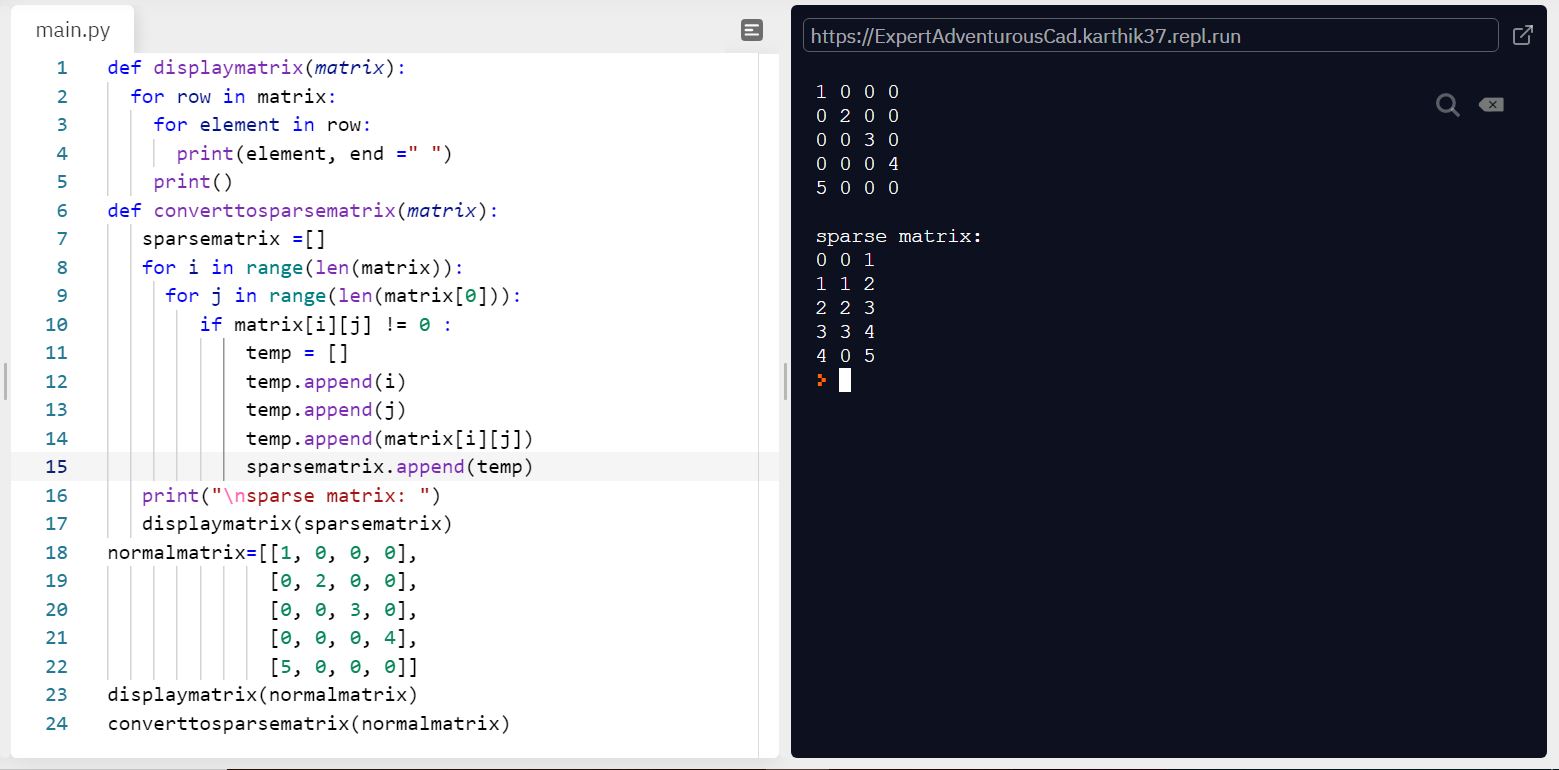 main.py
1 def displaymatrix(matrix):
2 for row in matrix:
3 for element in row:
4 print(element, end =" ")
5 print()
6 def converttosparsematrix(matrix):
7 sparsematrix =[]
8 for i in range(len(matrix)):
9 for j in range(len(matrix[0])):
10 if matrix[i][j] != 0 :
11 temp = []
12 temp.append(i)
13 temp.append(j)
14 temp.append(matrix[i][j])
15 sparsematrix.append(temp)
16 print("\nsparse matrix: ")
17 displaymatrix(sparsematrix)
18 normalmatrix=[[1, 0, 0, 0],
19 [0, 2, 0, 0],
20 [0, 0, 3, 0],
21 [0, 0, 0, 4],
22 [5, 0, 0, 0]]
23 displaymatrix(normalmatrix)
24 converttosparsematrix(normalmatrix)
https://ExpertAdventurousCad.karthik37.repl.run
1 0 0 0
0 2 0 0
0 0 3 0
0 0 0 4
5 0 0 0
sparse matrix:
0 0 1
1 1 2
2 2 3
3 3 4
4 0 5